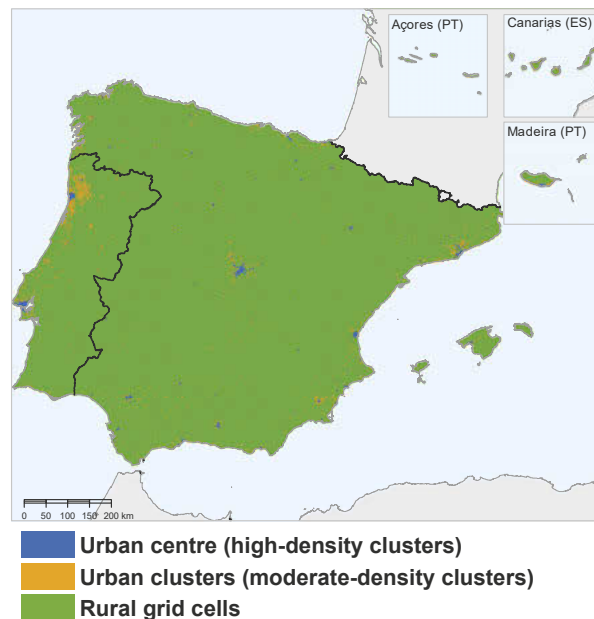 Açores (PT)
Canarias (ES)
Madeira (PT)
0 50 100 150 200 km
Urban centre (high-density clusters)
Urban clusters (moderate-density clusters)
Rural grid cells